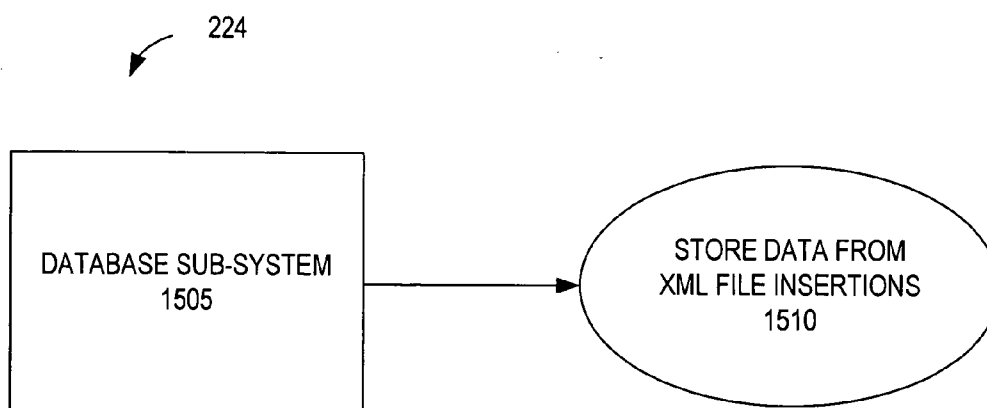 224
DATABASE SUB-SYSTEM
1505
STORE DATA FROM
XML FILE INSERTIONS
1510